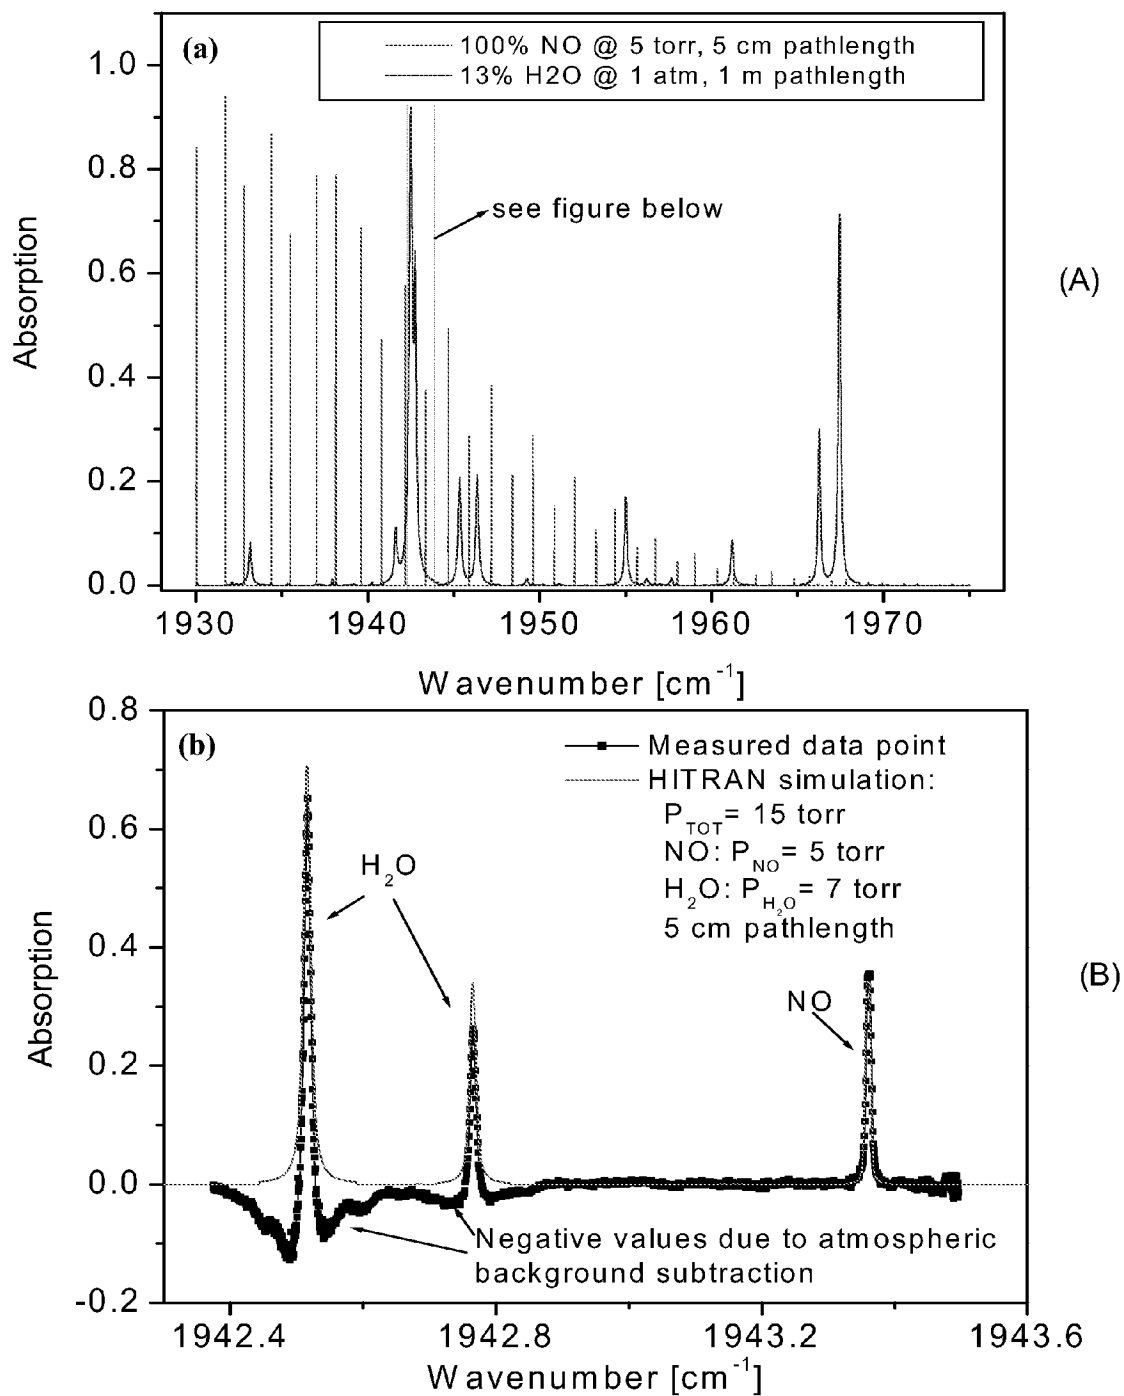 (a)
100% NO @ 5 torr, 5 cm pathlength
13% H2O @ 1 atm, 1 m pathlength
1.0
0.8
see figure below
0.6
Absorption
(A)
0.4
0.2
0.0
1930 1940 1950 1960 1970
Wavenumber [cm-1]
0.8
(b)
Measured data point
HITRAN simulation:
PTOT= 15 torr
NO: PNO= 5 torr
H2O: PH2O= 7 torr
5 cm pathlength
0.6
H2O
0.4
Absorption
(B)
NO
0.2
0.0
Negative values due to atmospheric
background subtraction
-0.2
1942.4 1942.8 1943.2 1943.6
Wavenumber [cm-1]